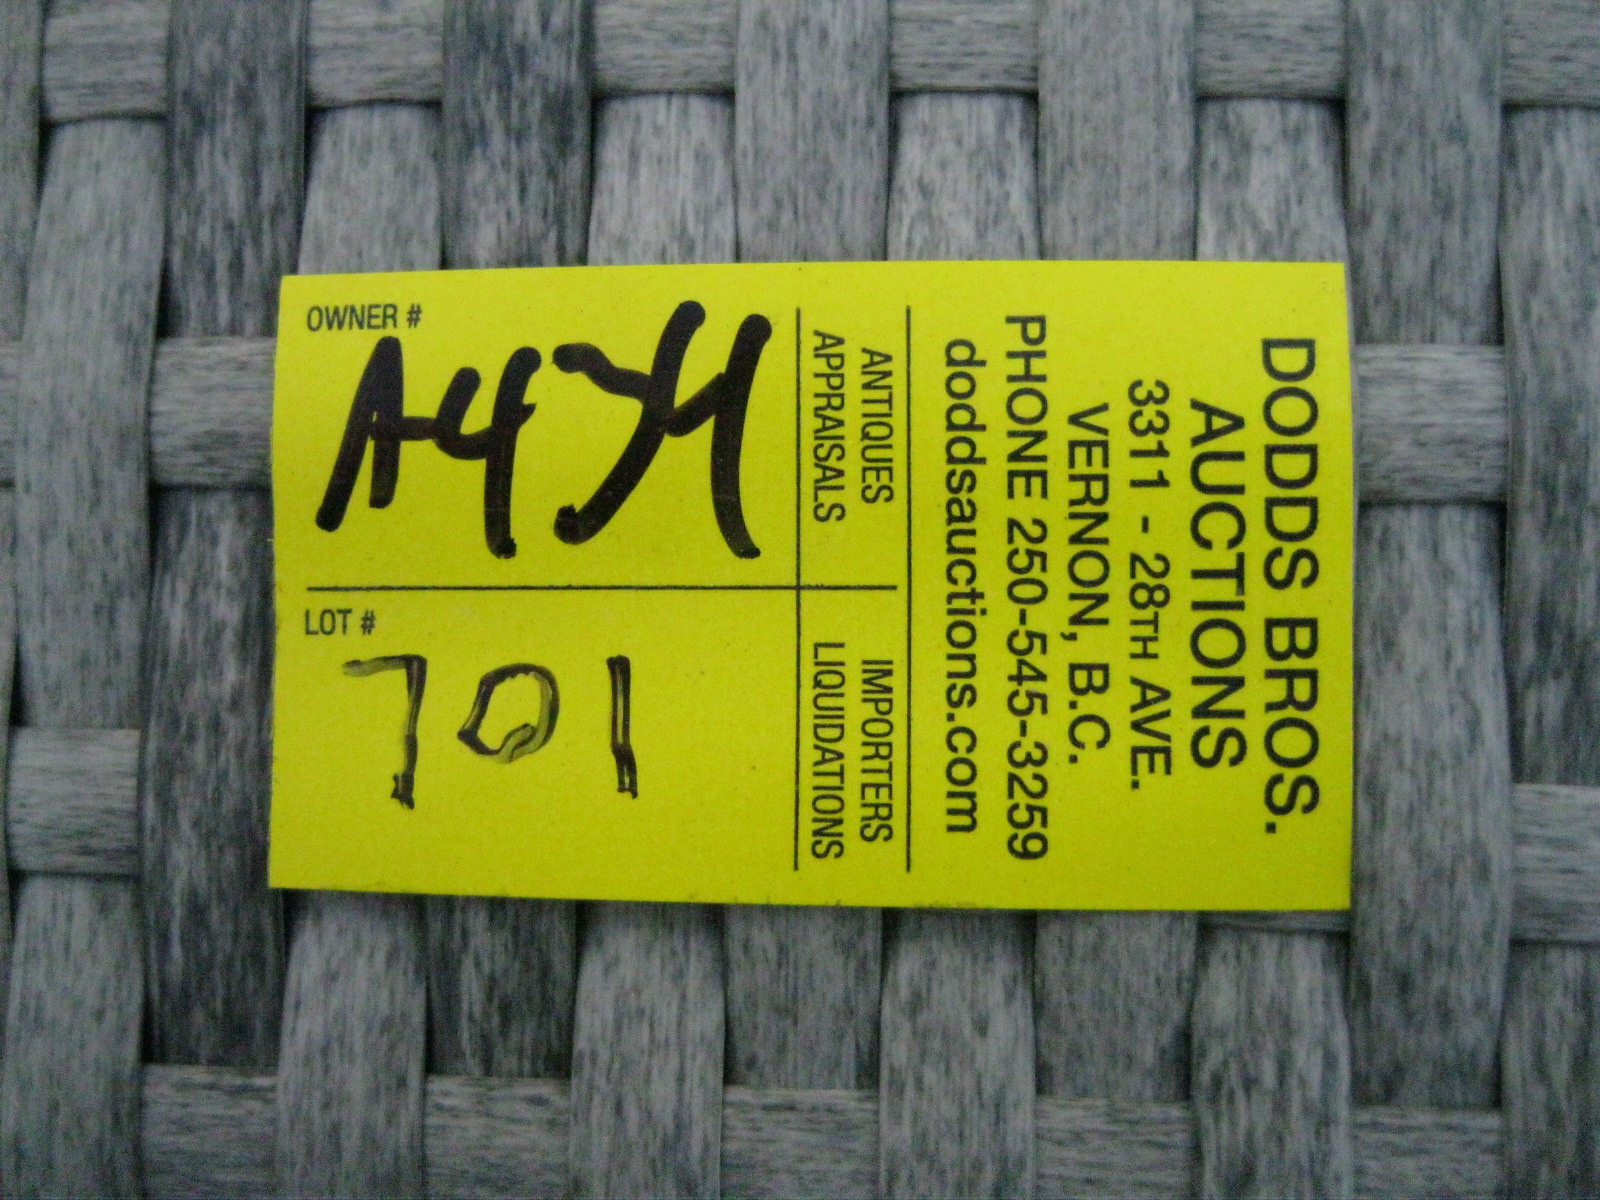 DODDS BROS.
AUCTIONS
3311 - 28TH AVE.
VERNON, B.C.
PHONE 250-545-3259
doddsauctions.com
ANTIQUES
APPRAISALS
IMPORTERS
LIQUIDATIONS
OWNER #
LOT #
701